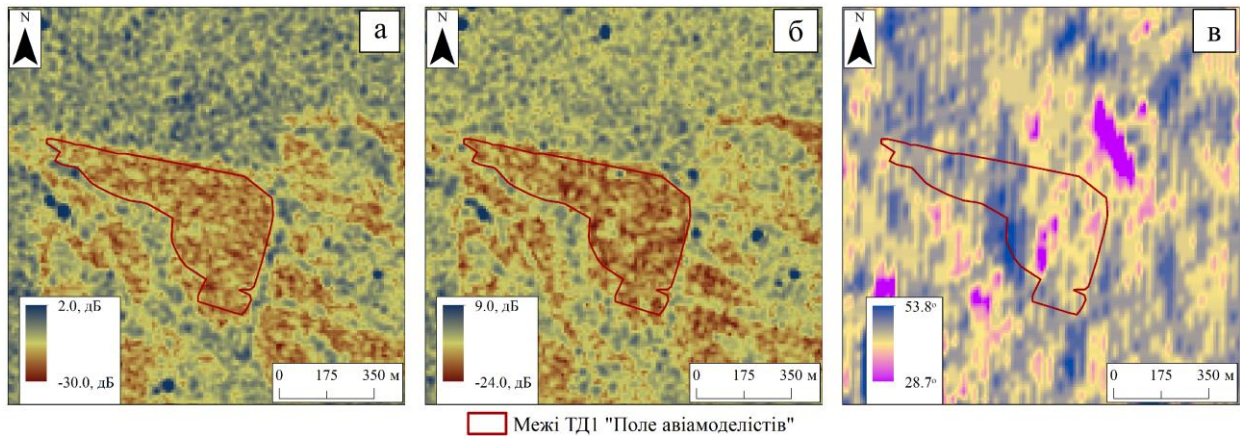 N
а
2.0, дБ
-30.0, дБ
0 175 350 м
N
б
9.0, дБ
-24.0, дБ
0 175 350 м
N
в
53.8°
28.7°
0 175 350 м
Межі ТД1 "Поле авіамоделістів"